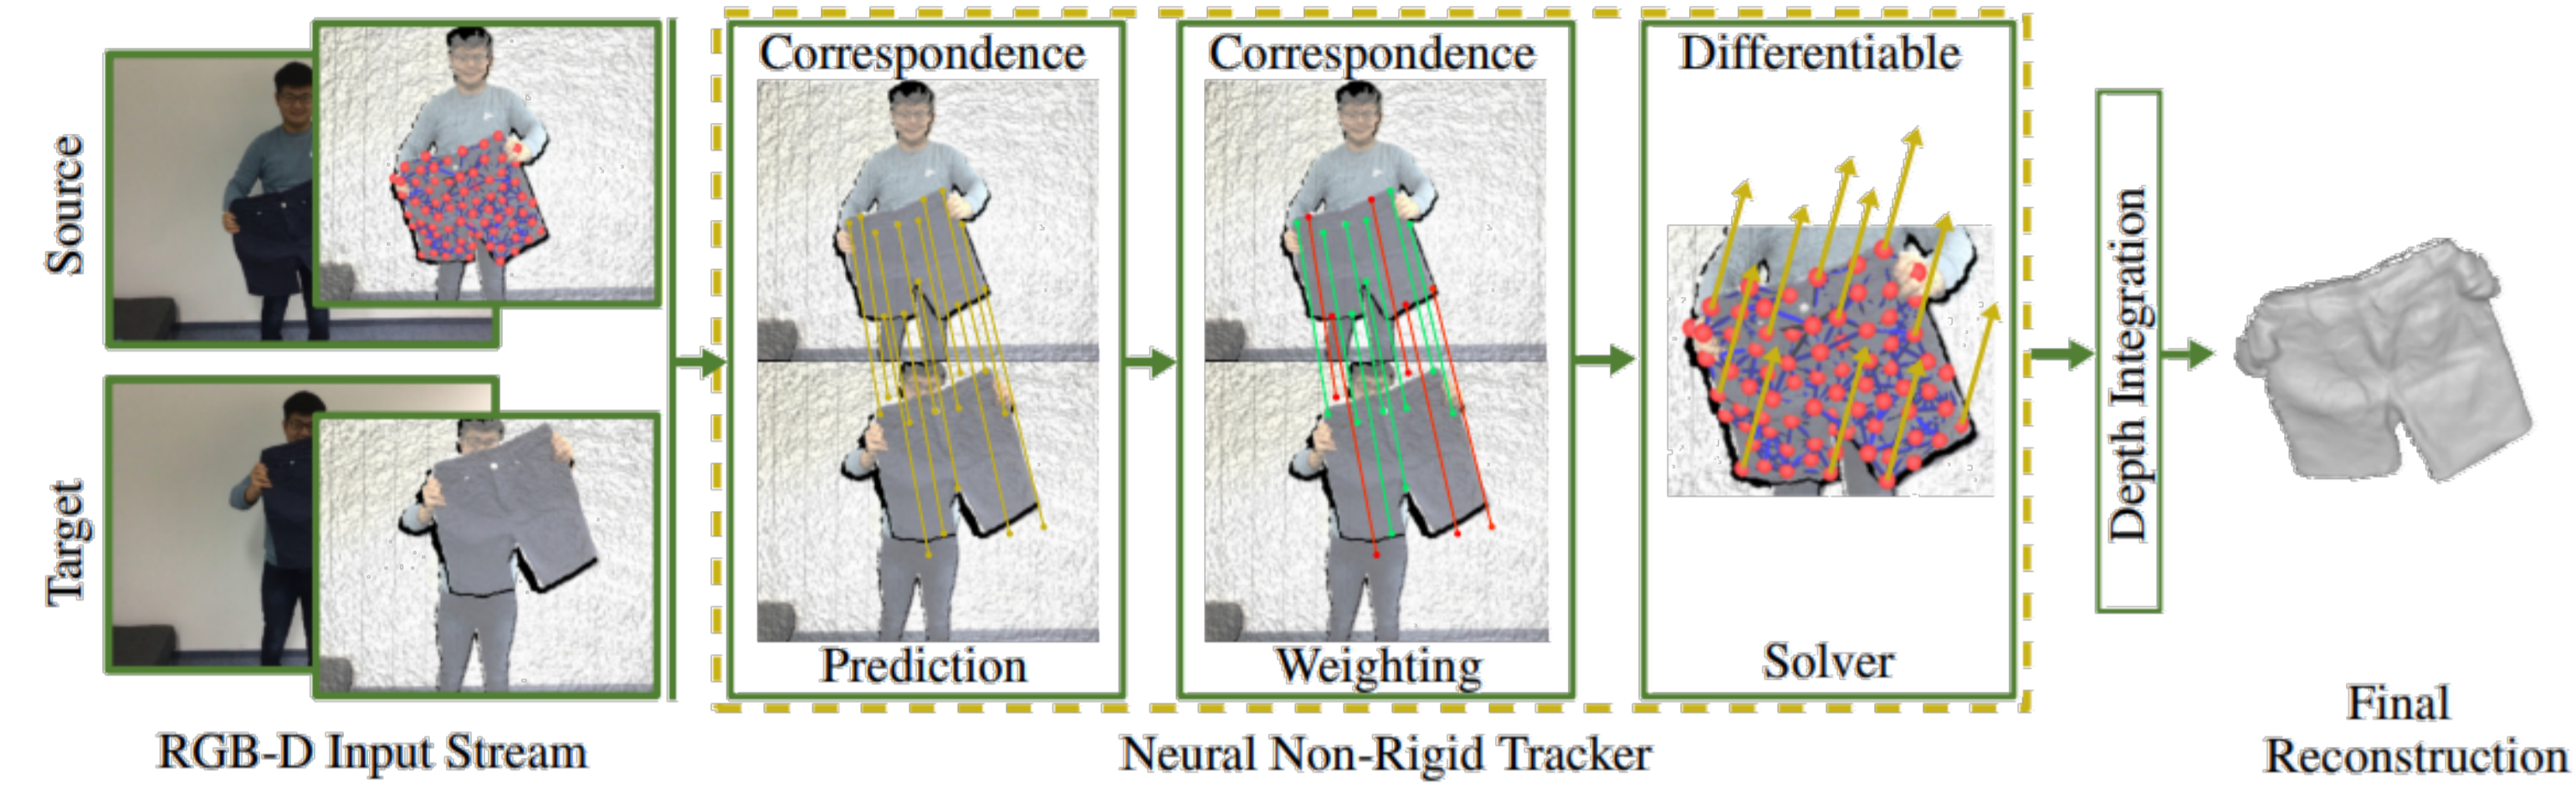 Source
Target
RGB-D Input Stream
Correspondence
Prediction
Correspondence
Weighting
Differentiable
Solver
Neural Non-Rigid Tracker
Depth Integration
Final
Reconstruction